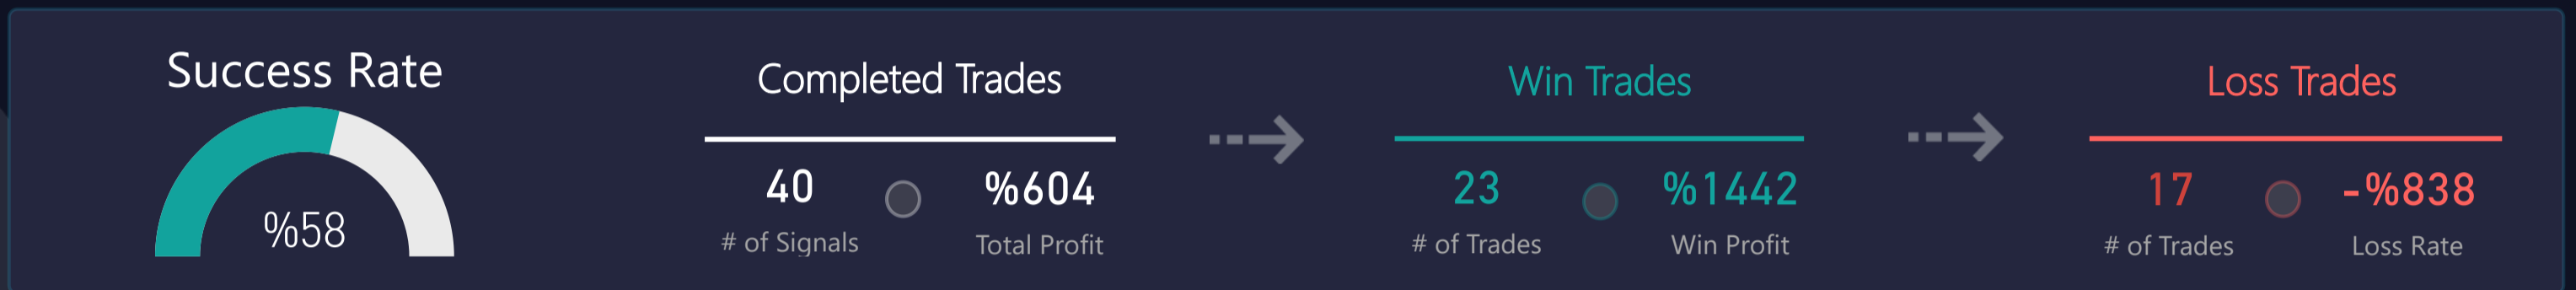 Success Rate
%58
Completed Trades
40
# of Signals
%604
Total Profit
Win Trades
23
# of Trades
%1442
Win Profit
Loss Trades
17
# of Trades
-%838
Loss Rate